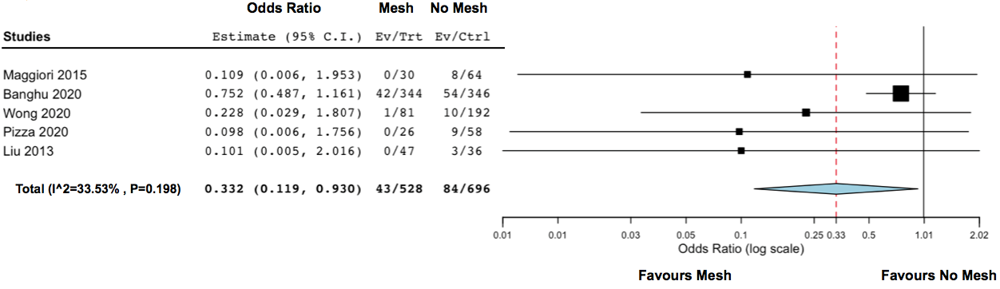 Odds Ratio Mesh No Mesh
Studies Estimate (95% C.I.) Ev/Trt Ev/Ctrl
Maggiori 2015 0.109 (0.006, 1.953) 0/30 8/64
Banghu 2020 0.752 (0.487, 1.161) 42/344 54/346
Wong 2020 0.228 (0.029, 1.807) 1/81 10/192
Pizza 2020 0.098 (0.006, 1.756) 0/26 9/58
Liu 2013 0.101 (0.005, 2.016) 0/47 3/36
Total (I^2=33.53% , P=0.198) 0.332 (0.119, 0.930) 43/528 84/696
0.01 0.01 0.03 0.05 0.1 0.25 0.33 0.5 1.01 2.02
Odds Ratio (log scale)
Favours Mesh Favours No Mesh